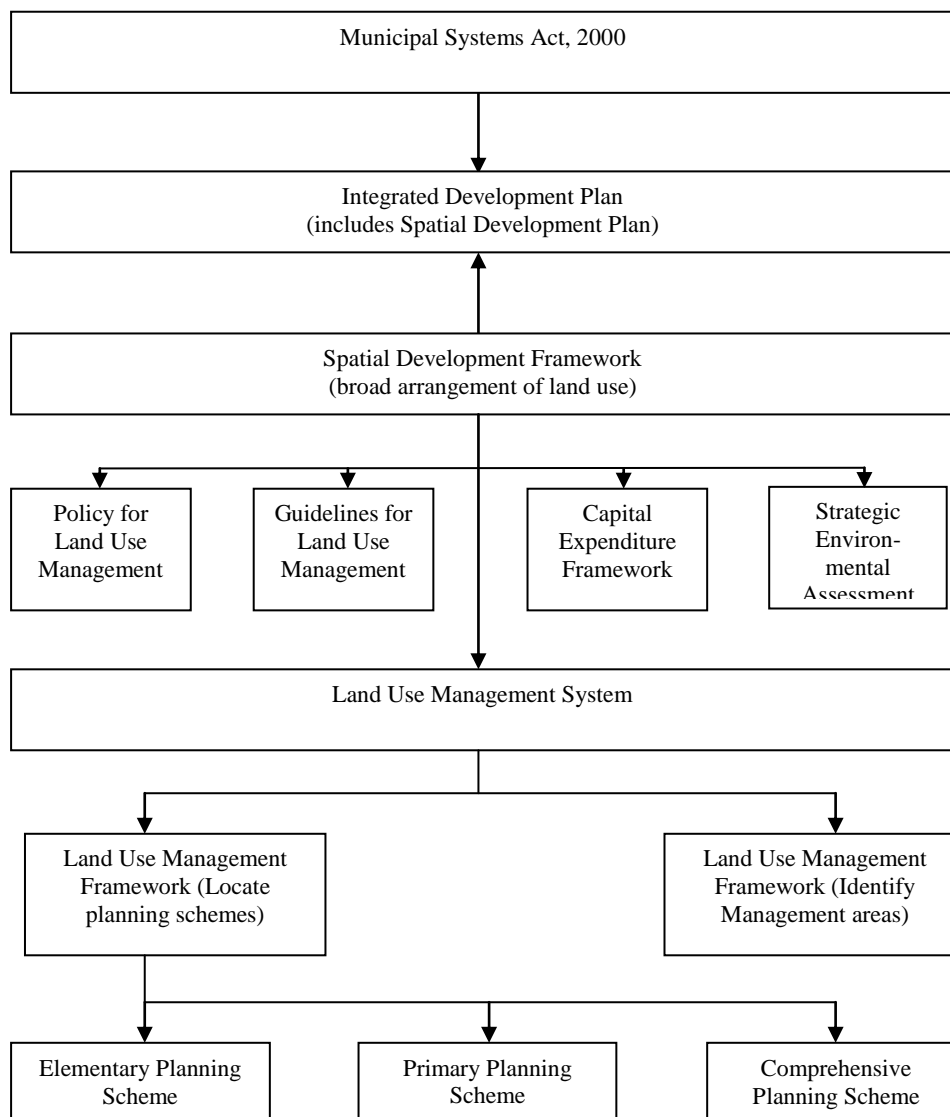 Municipal Systems Act, 2000
Integrated Development Plan
(includes Spatial Development Plan)
Spatial Development Framework
(broad arrangement of land use)
Policy for
Land Use
Management
Guidelines for
Land Use
Management
Capital
Expenditure
Framework
Strategic
Environ-
mental
Assessment
Land Use Management System
Land Use Management
Framework (Locate
planning schemes)
Land Use Management
Framework (Identify
Management areas)
Elementary Planning
Scheme
Primary Planning
Scheme
Comprehensive
Planning Scheme